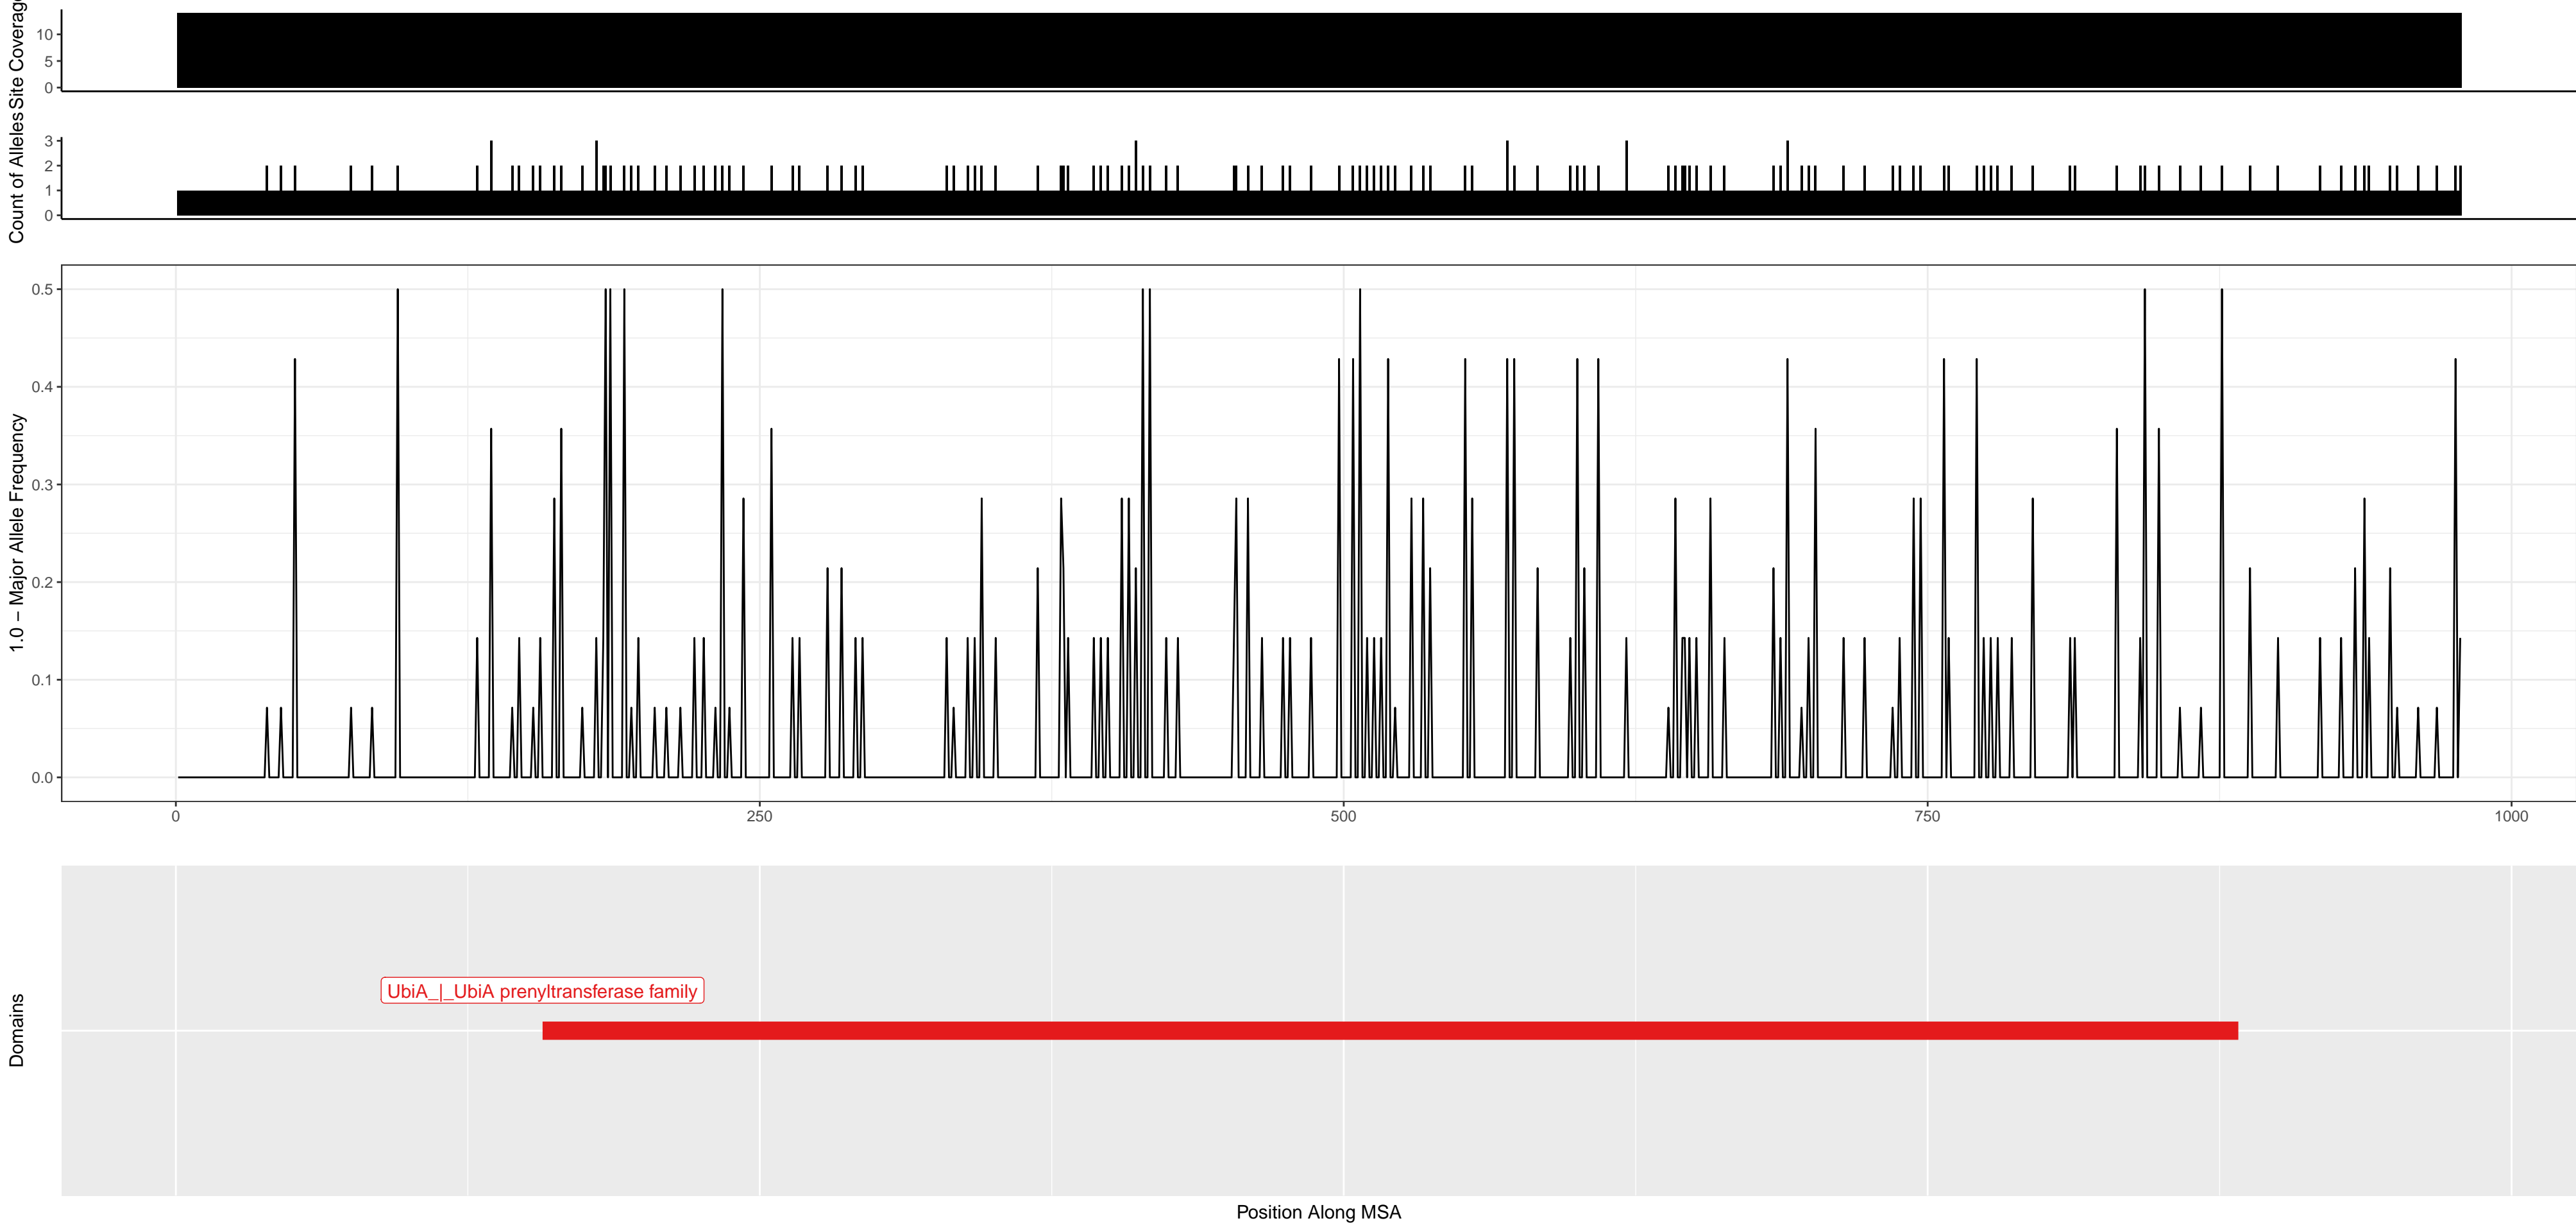 Site Coverage
10
5
0
Count of Alleles
3
2
1
0
1.0 – Major Allele Frequency
0.5
0.4
0.3
0.2
0.1
0.0
0 250 500 750 1000
Domains
UbiA_|_UbiA prenyltransferase family
Position Along MSA